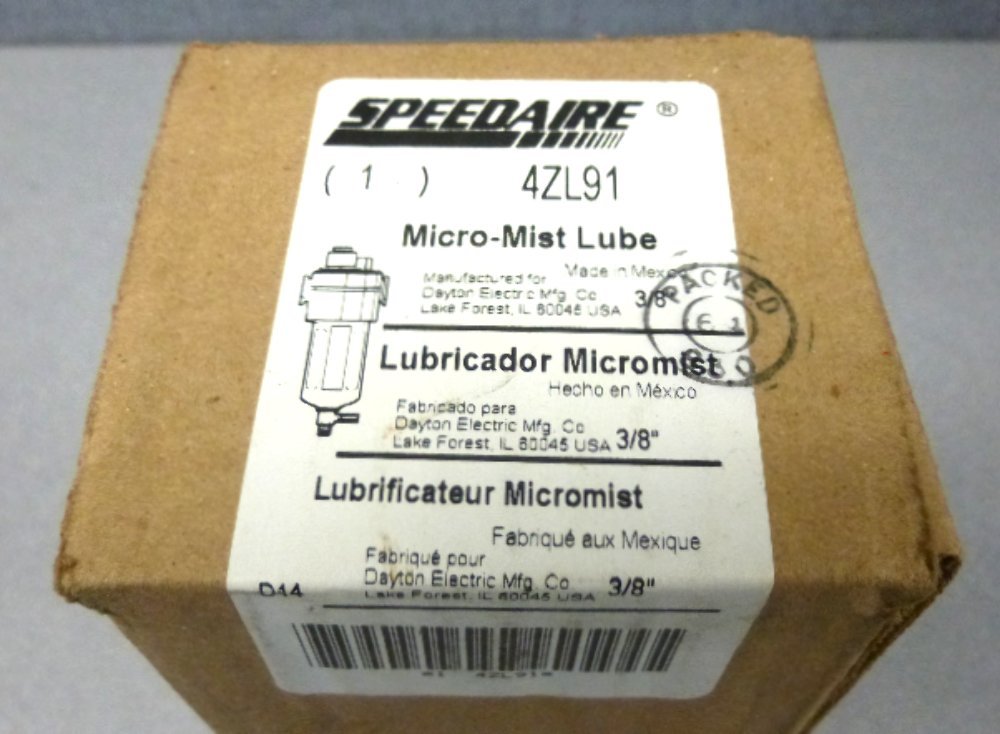 SPEEDAIRE ®
( 1 ) 4ZL91
Micro-Mist Lube
Made in Mexico
Manufactured for
Dayton Electric Mfg. Co 3/8"
Lake Forest, IL 60045 USA
PACKED
Lubricador Micromist
Hecho en México
Fabricado para
Dayton Electric Mfg. Co
Lake Forest, IL 60045 USA 3/8"
Lubrificateur Micromist
Fabriqué aux Mexique
Fabriqué pour
Dayton Electric Mfg. Co 3/8"
Lake Forest, IL 60045 USA
D14